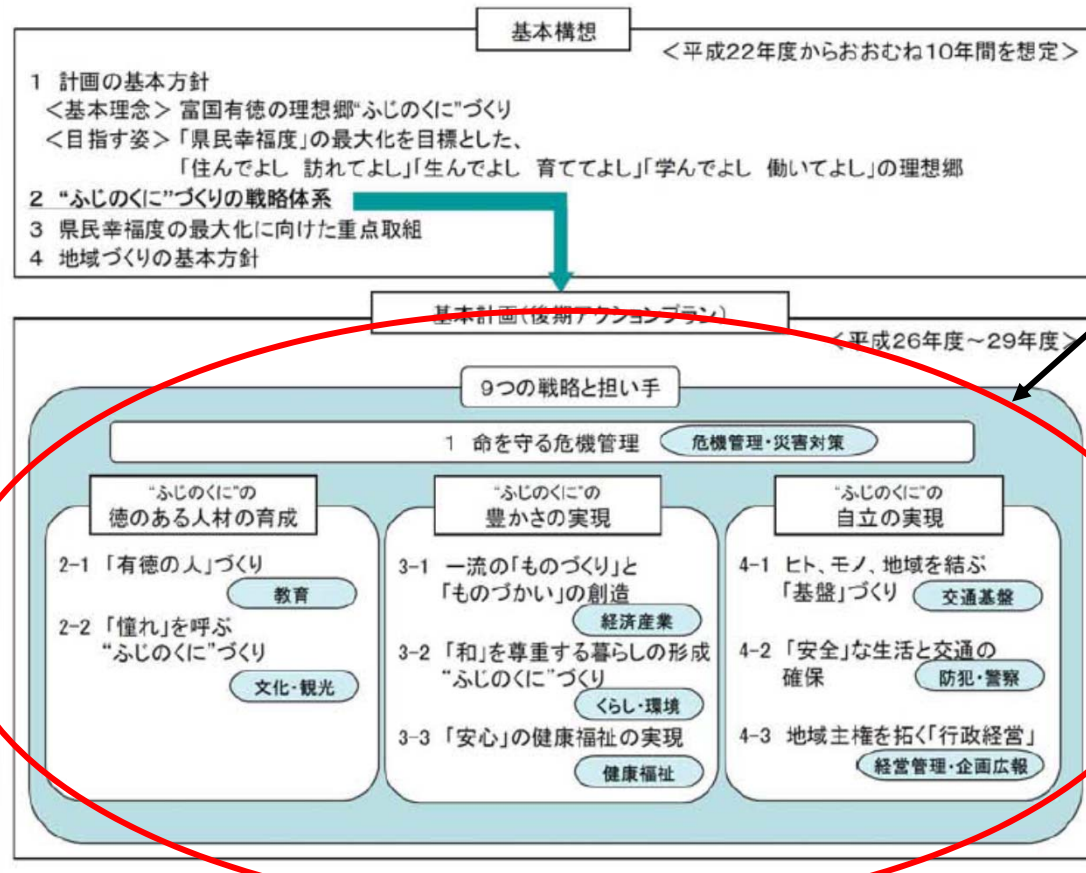 基本構想
<平成22年度からおおむね10年間を想定>
1 計画の基本方針
<基本理念> 富国有徳の理想郷“ふじのくに”づくり
<目指す姿>「県民幸福度」の最大化を目標とした、
「住んでよし 訪れてよし」「生んでよし 育ててよし」「学んでよし 働いてよし」の理想郷
2 “ふじのくに”づくりの戦略体系
3 県民幸福度の最大化に向けた重点取組
4 地域づくりの基本方針
基本計画(後期アクションプラン)
<平成26年度～29年度>
9つの戦略と担い手
1 命を守る危機管理 危機管理・災害対策
“ふじのくに”の
徳のある人材の育成
2-1 「有徳の人」づくり
教育
2-2 「憧れ」を呼ぶ
“ふじのくに”づくり
文化・観光
“ふじのくに”の
豊かさの実現
3-1 一流の「ものづくり」と
「ものづかい」の創造
経済産業
3-2 「和」を尊重する暮らしの形成
“ふじのくに”づくり
くらし・環境
3-3 「安心」の健康福祉の実現
健康福祉
“ふじのくに”の
自立の実現
4-1 ヒト、モノ、地域を結ぶ
「基盤」づくり 交通基盤
4-2 「安全」な生活と交通の
確保 防犯・警察
4-3 地域主権を拓く「行政経営」
経営管理・企画広報